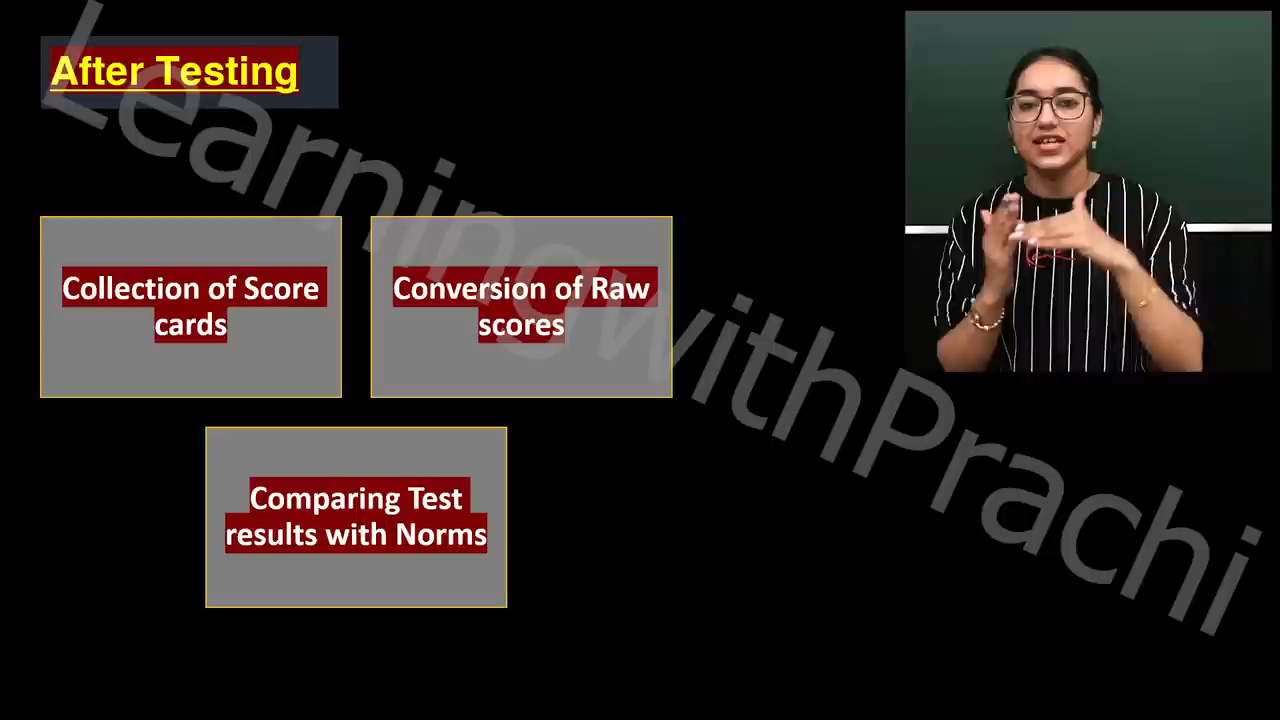 After Testing
Collection of Score
cards
Conversion of Raw
scores
Comparing Test
results with Norms
LearningwithPrachi